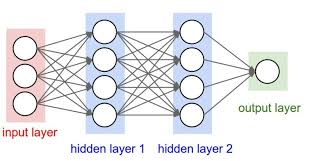 input layer
hidden layer 1
hidden layer 2
output layer